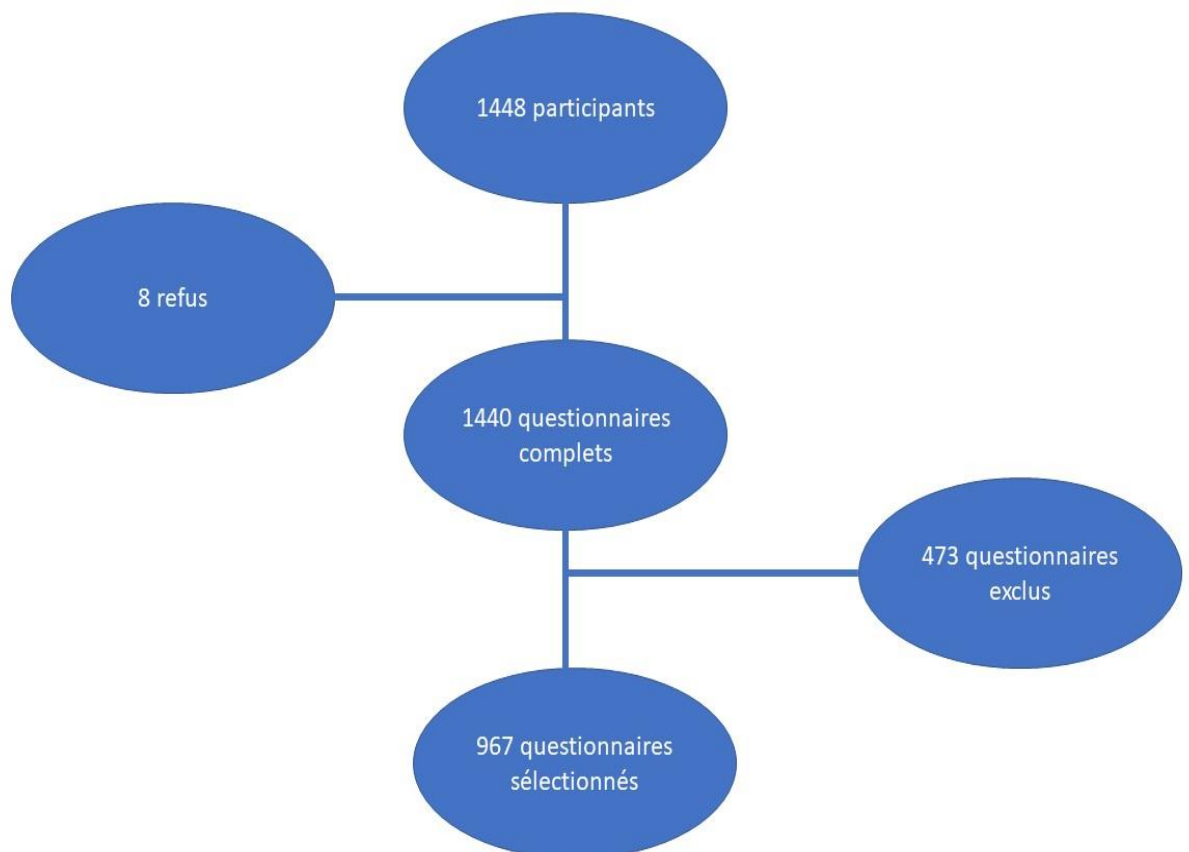 1448 participants
8 refus
1440 questionnaires
complets
473 questionnaires
exclus
967 questionnaires
sélectionnés